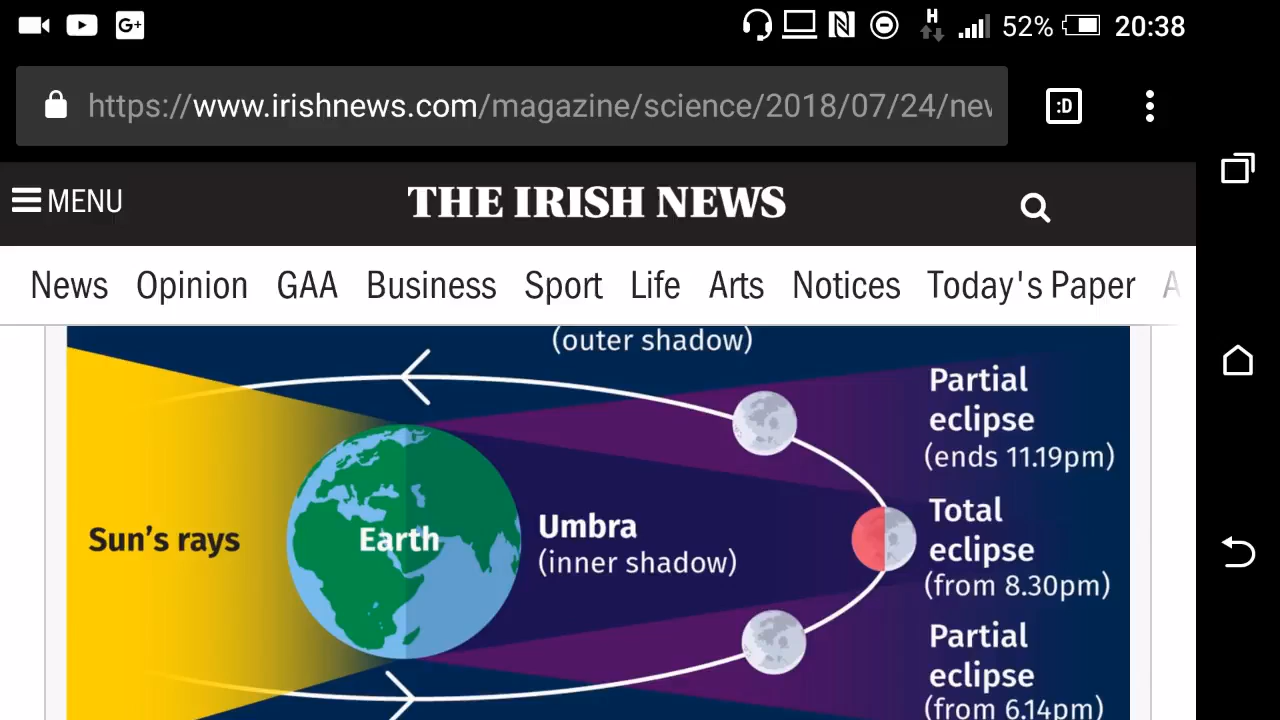 G+
H
52%
20:38
https://www.irishnews.com/magazine/science/2018/07/24/nev
:D
MENU
THE IRISH NEWS
News Opinion GAA Business Sport Life Arts Notices Today's Paper A
(outer shadow)
Partial
eclipse
(ends 11.19pm)
Sun's rays
Earth
Umbra
(inner shadow)
Total
eclipse
(from 8.30pm)
Partial
eclipse
(from 6.14pm)